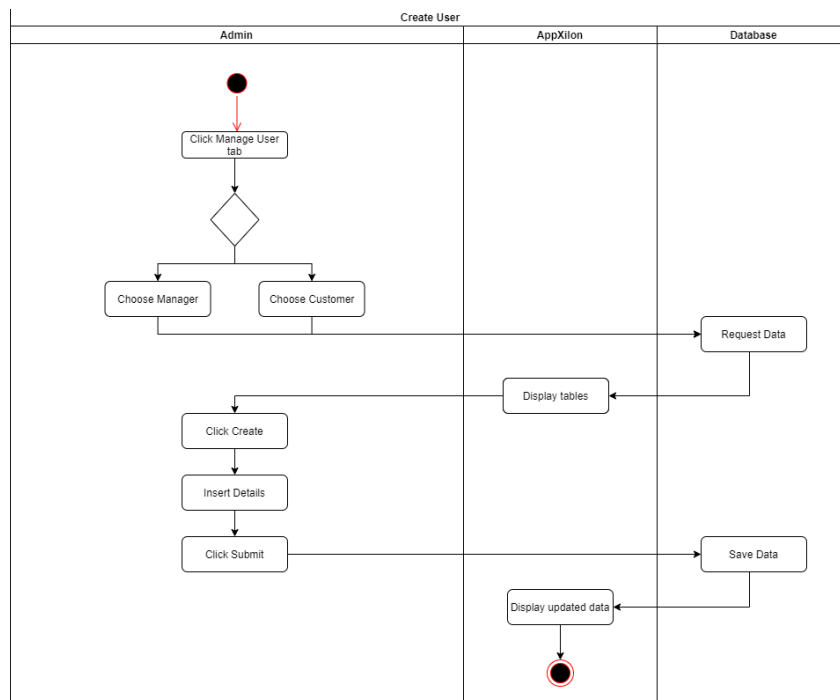 Create User
Admin
AppXilon
Database
Click Manage User
tab
Choose Manager
Choose Customer
Request Data
Display tables
Click Create
Insert Details
Click Submit
Save Data
Display updated data